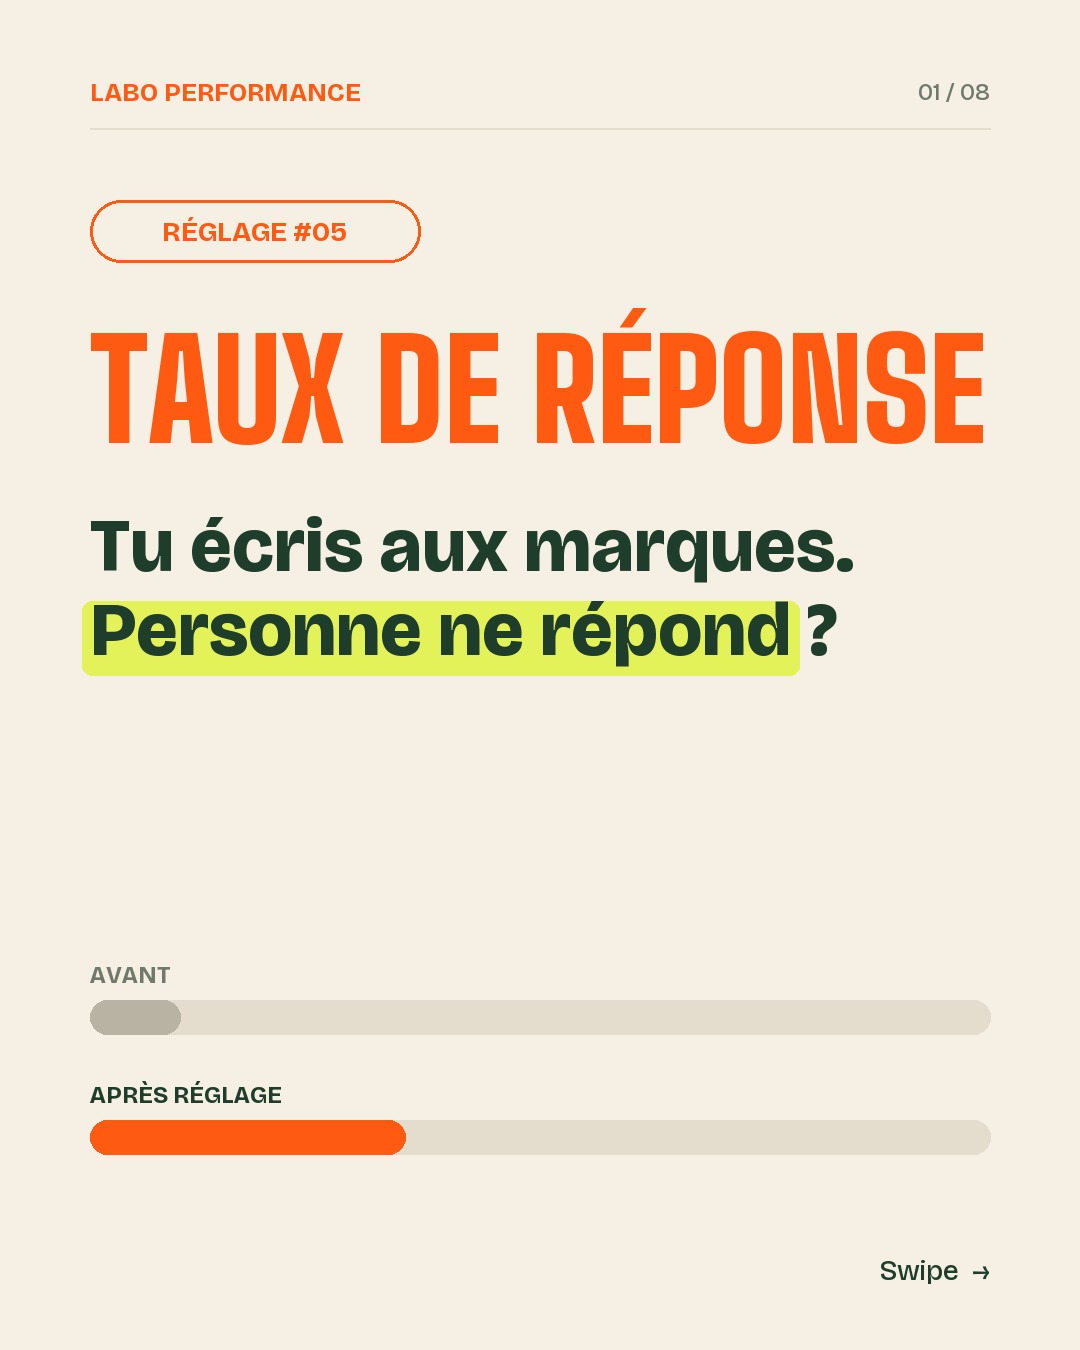 LABO PERFORMANCE
01 / 08
RÉGLAGE #05
TAUX DE RÉPONSE
Tu écris aux marques.
Personne ne répond ?
AVANT
APRÈS RÉGLAGE
Swipe →